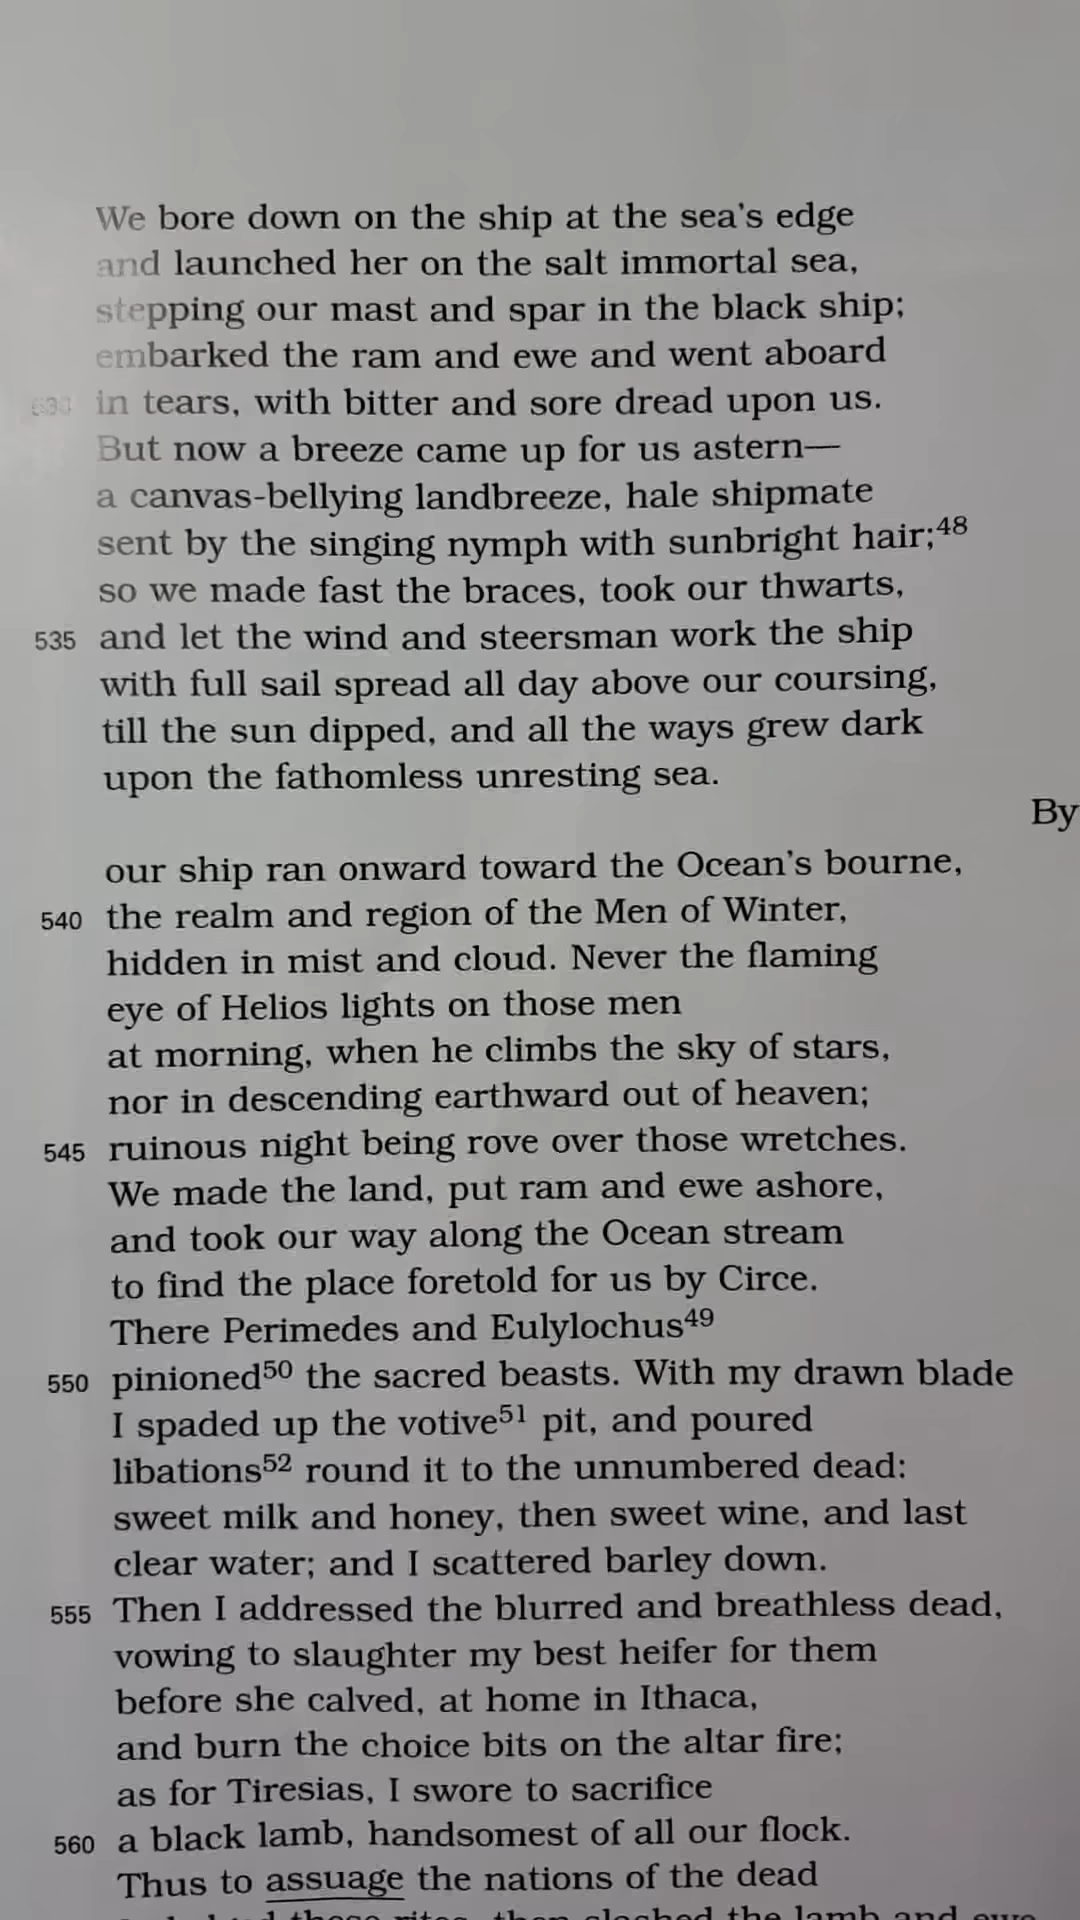 We bore down on the ship at the sea's edge
and launched her on the salt immortal sea,
stepping our mast and spar in the black ship;
embarked the ram and ewe and went aboard
530 in tears, with bitter and sore dread upon us.
But now a breeze came up for us astern—
a canvas-bellying landbreeze, hale shipmate
sent by the singing nymph with sunbright hair;48
so we made fast the braces, took our thwarts,
535 and let the wind and steersman work the ship
with full sail spread all day above our coursing,
till the sun dipped, and all the ways grew dark
upon the fathomless unresting sea.
By
our ship ran onward toward the Ocean's bourne,
540 the realm and region of the Men of Winter,
hidden in mist and cloud. Never the flaming
eye of Helios lights on those men
at morning, when he climbs the sky of stars,
nor in descending earthward out of heaven;
545 ruinous night being rove over those wretches.
We made the land, put ram and ewe ashore,
and took our way along the Ocean stream
to find the place foretold for us by Circe.
There Perimedes and Eulylochus49
550 pinioned50 the sacred beasts. With my drawn blade
I spaded up the votive51 pit, and poured
libations52 round it to the unnumbered dead:
sweet milk and honey, then sweet wine, and last
clear water; and I scattered barley down.
555 Then I addressed the blurred and breathless dead,
vowing to slaughter my best heifer for them
before she calved, at home in Ithaca,
and burn the choice bits on the altar fire;
as for Tiresias, I swore to sacrifice
560 a black lamb, handsomest of all our flock.
Thus to assuage the nations of the dead
these rites, then slashed the lamb and ewe